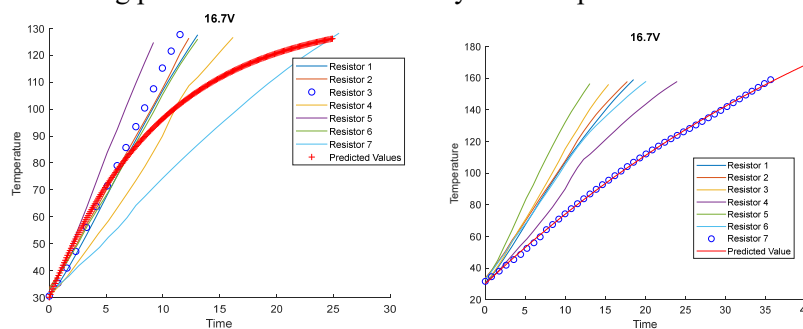 16.7V
130
120
110
100
90
80
70
60
50
40
30
0
5
10
15
20
25
30
Temperature
Time
Resistor 1
Resistor 2
Resistor 3
Resistor 4
Resistor 5
Resistor 6
Resistor 7
Predicted Values
16.7V
180
160
140
120
100
80
60
40
20
0
5
10
15
20
25
30
35
Temperature
Time
Resistor 1
Resistor 2
Resistor 3
Resistor 4
Resistor 5
Resistor 6
Resistor 7
Predicted Value